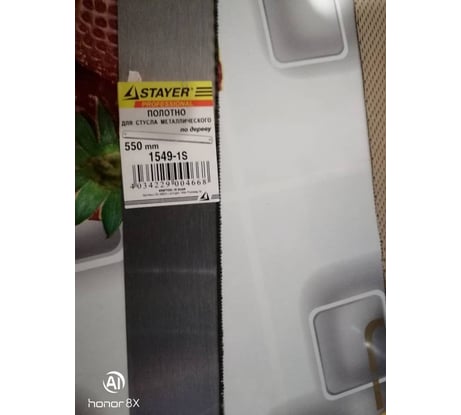 STAYER
PROFESSIONAL
ПОЛОТНО
ДЛЯ СТУСЛА МЕТАЛЛИЧЕСКОГО
по дереву
550 mm
1549-1S
4034229004668
AI
honor 8X